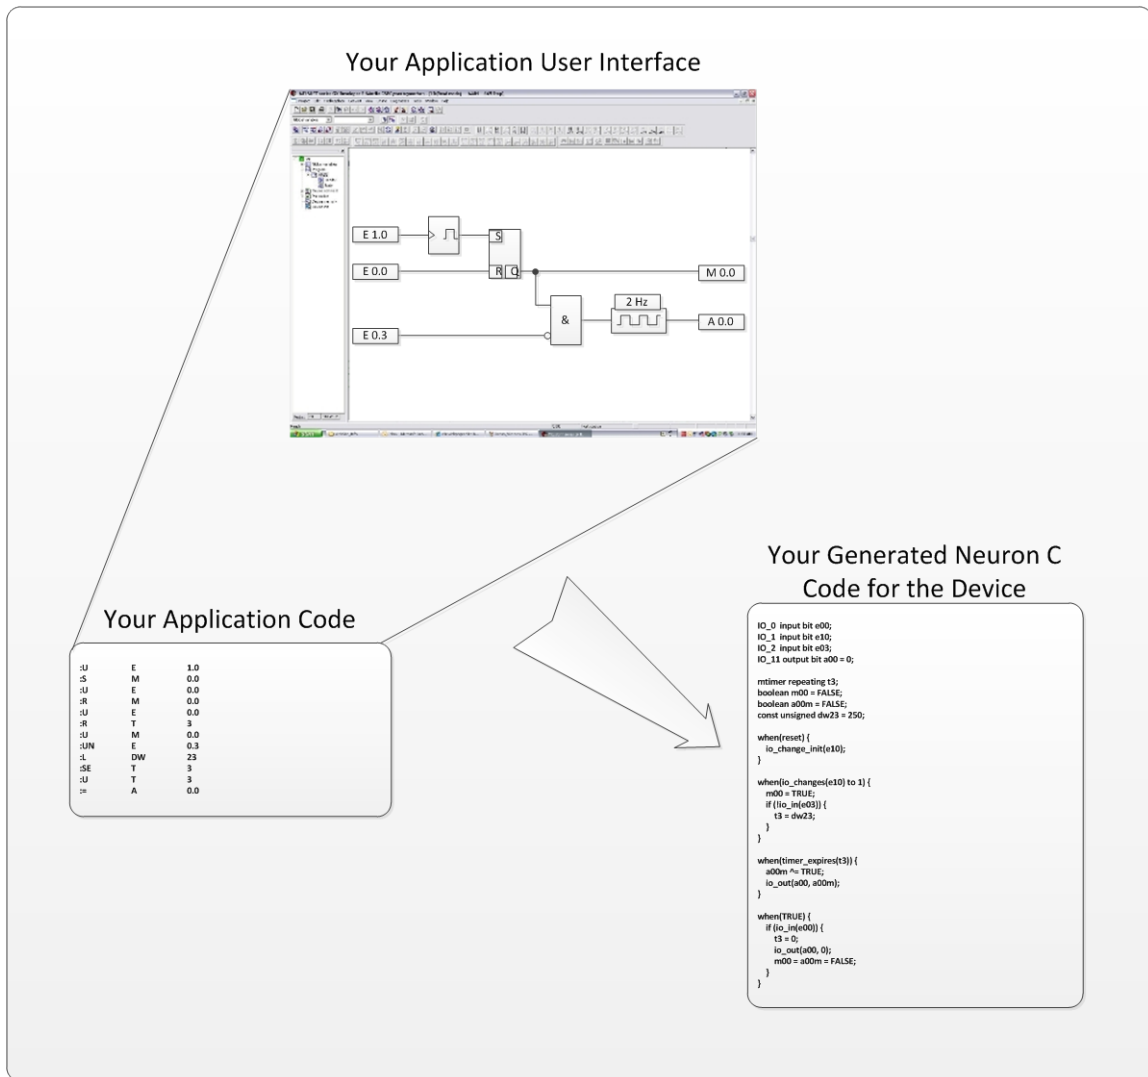 Your Application User Interface
E 1.0
S
E 0.0
R Q
M 0.0
2 Hz
&
A 0.0
E 0.3
Your Application Code
:U E 1.0
:S M 0.0
:U E 0.0
:R M 0.0
:U E 0.0
:R T 3
:U M 0.0
:UN E 0.3
:L DW 23
:SE T 3
:U T 3
:= A 0.0
Your Generated Neuron C
Code for the Device
IO_0 input bit e00;
IO_1 input bit e10;
IO_2 input bit e03;
IO_11 output bit a00 = 0;
mtimer repeating t3;
boolean m00 = FALSE;
boolean a00m = FALSE;
const unsigned dw23 = 250;
when(reset) {
io_change_init(e10);
}
when(io_changes(e10) to 1) {
m00 = TRUE;
if (!io_in(e03)) {
t3 = dw23;
}
}
when(timer_expires(t3)) {
a00m ^= TRUE;
io_out(a00, a00m);
}
when(TRUE) {
if (io_in(e00)) {
t3 = 0;
io_out(a00, 0);
m00 = a00m = FALSE;
}
}